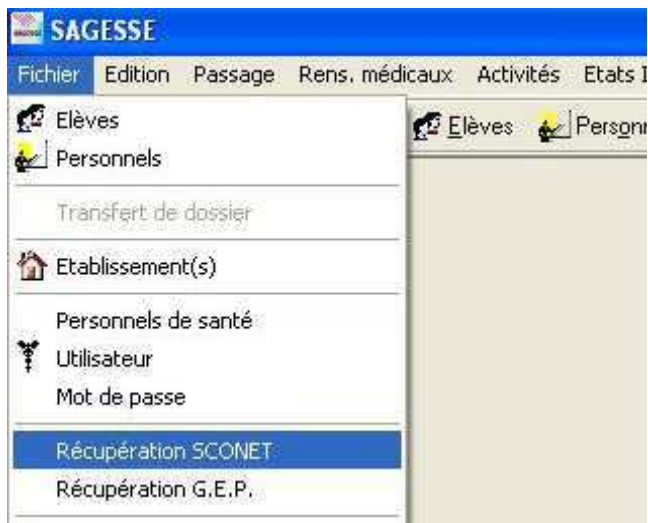 SAGESSE
Fichier Edition Passage Rens. médicaux Activités Etats
Elèves
Personnels
Elèves
Transfert de dossier
Etablissement(s)
Personnels de santé
Utilisateur
Mot de passe
Récupération SCONET
Récupération G.E.P.